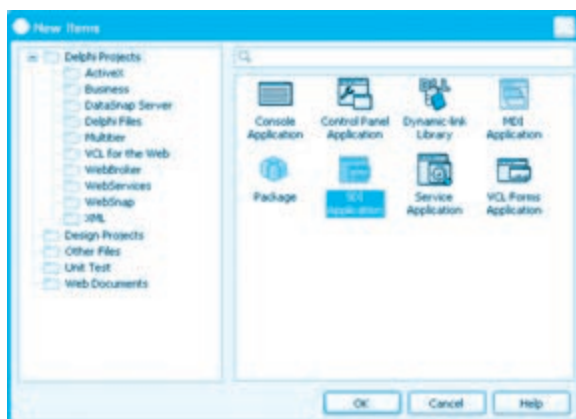 New Items
Delphi Projects
ActiveX
Business
DataSnap Server
Delphi Files
Multitier
VCL for the Web
WebBroker
WebServices
WebSnap
XML
Design Projects
Other Files
Unit Test
Web Documents
Console Application
Control Panel Application
Dynamic-link Library
MDI Application
Package
SDI Application
Service Application
VCL Forms Application
OK
Cancel
Help